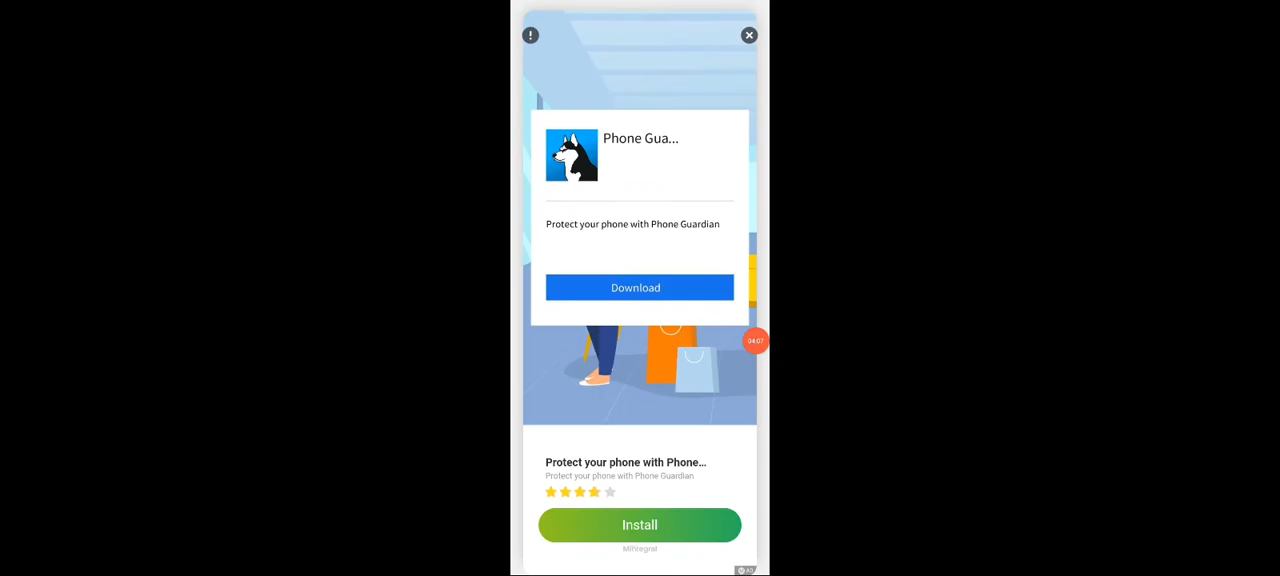 !
Phone Gua...
Protect your phone with Phone Guardian
Download
04:07
Protect your phone with Phone...
Protect your phone with Phone Guardian
Install
Mintegral
AD